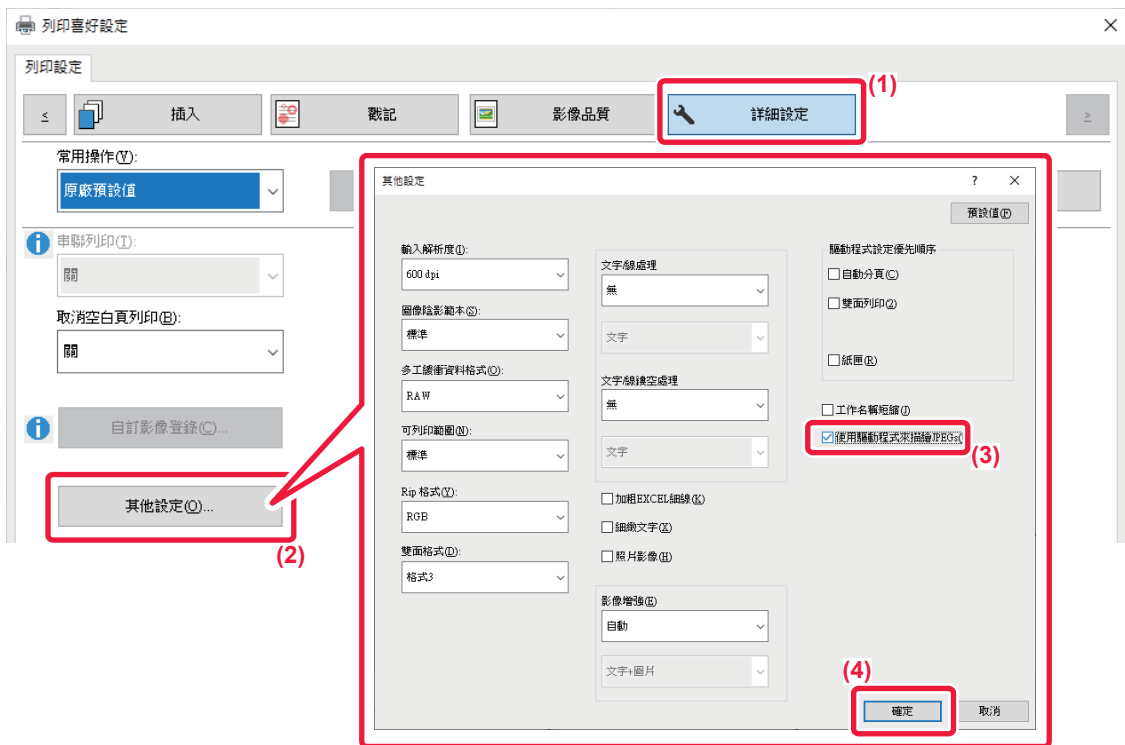 列印喜好設定
列印設定
插入
戳記
影像品質
詳細設定
(1)
常用操作(V):
原廠預設值
串聯列印(T):
關
取消空白頁列印(B):
關
自訂影像登錄(C)...
其他設定(O)...
(2)
其他設定
?
預設值(F)
輸入解析度(I):
600 dpi
圖像陰影範本(S):
標準
多工緩衝資料格式(O):
RAW
可列印範圍(N):
標準
Rip 格式(Y):
RGB
雙面格式(D):
格式3
文字/線處理
無
文字
文字/線鏤空處理
無
文字
加粗EXCEL細線(K)
細緻文字(X)
照片影像(H)
影像增強(E)
自動
文字+圖片
驅動程式設定優先順序
自動分頁(C)
雙面列印(2)
紙匣(R)
工作名稱短縮(J)
使用驅動程式來描繪JPEGs(
(3)
(4)
確定
取消